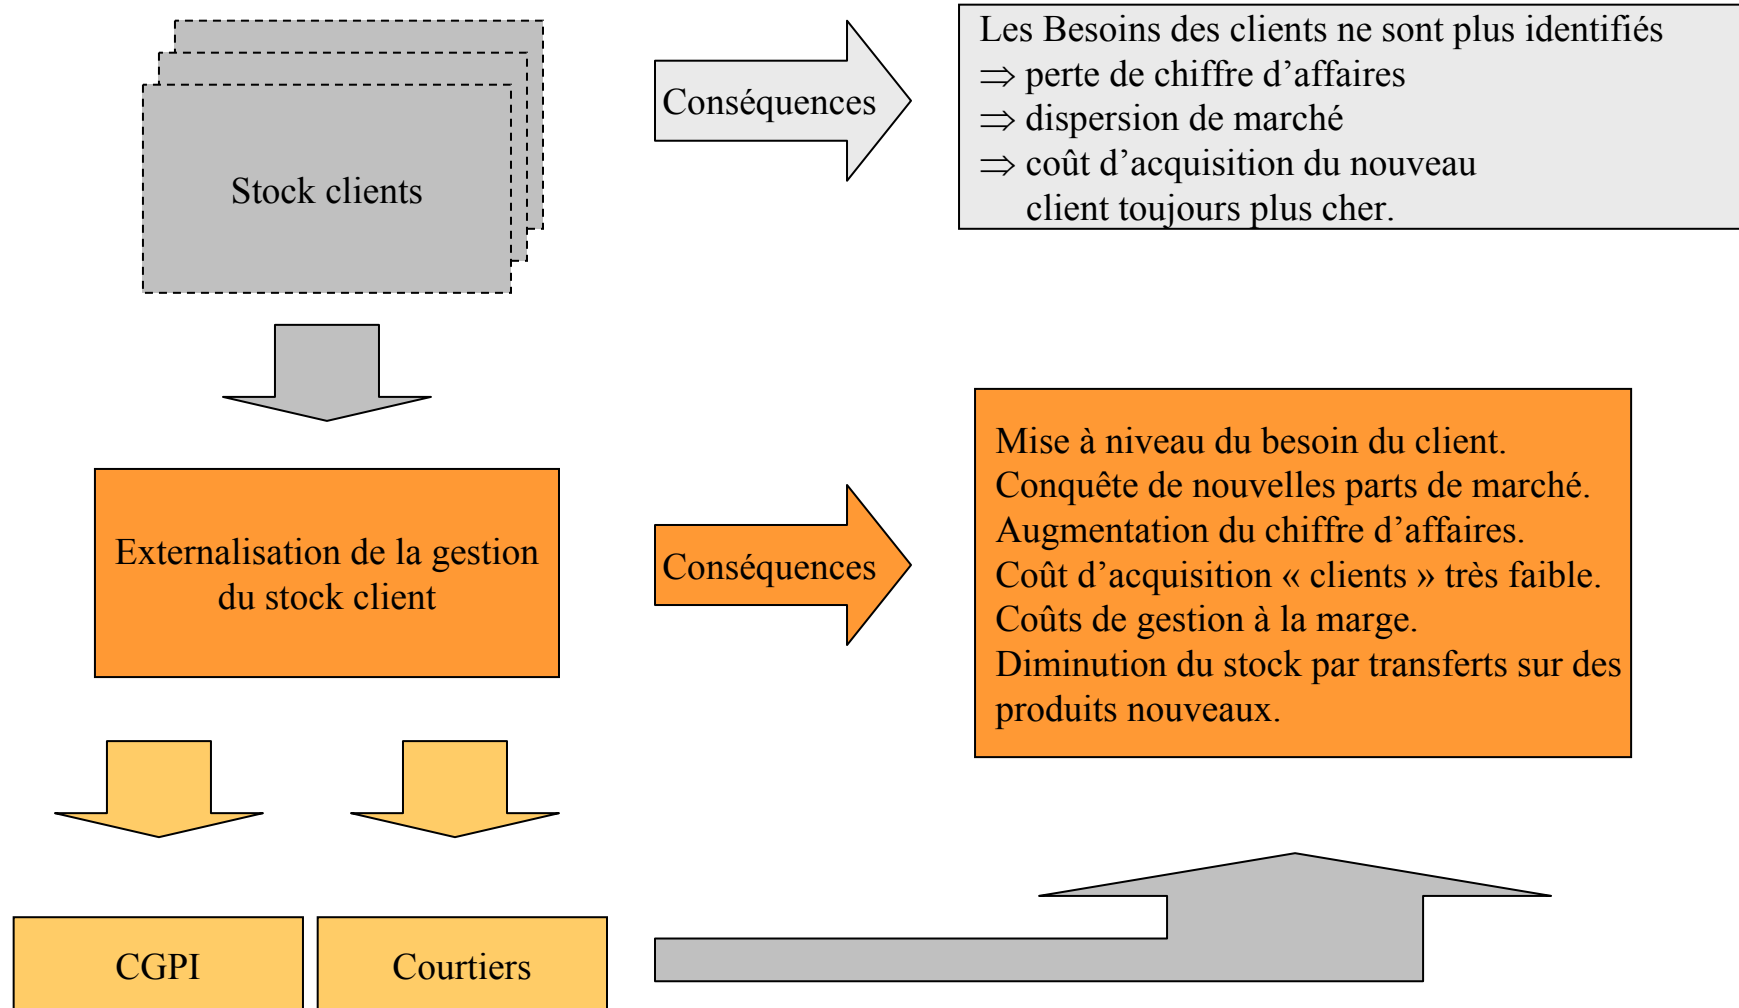 Stock clients
Conséquences
Les Besoins des clients ne sont plus identifiés
⇒ perte de chiffre d’affaires
⇒ dispersion de marché
⇒ coût d’acquisition du nouveau
client toujours plus cher.
Externalisation de la gestion
du stock client
Conséquences
Mise à niveau du besoin du client.
Conquête de nouvelles parts de marché.
Augmentation du chiffre d’affaires.
Coût d’acquisition « clients » très faible.
Coûts de gestion à la marge.
Diminution du stock par transferts sur des
produits nouveaux.
CGPI
Courtiers